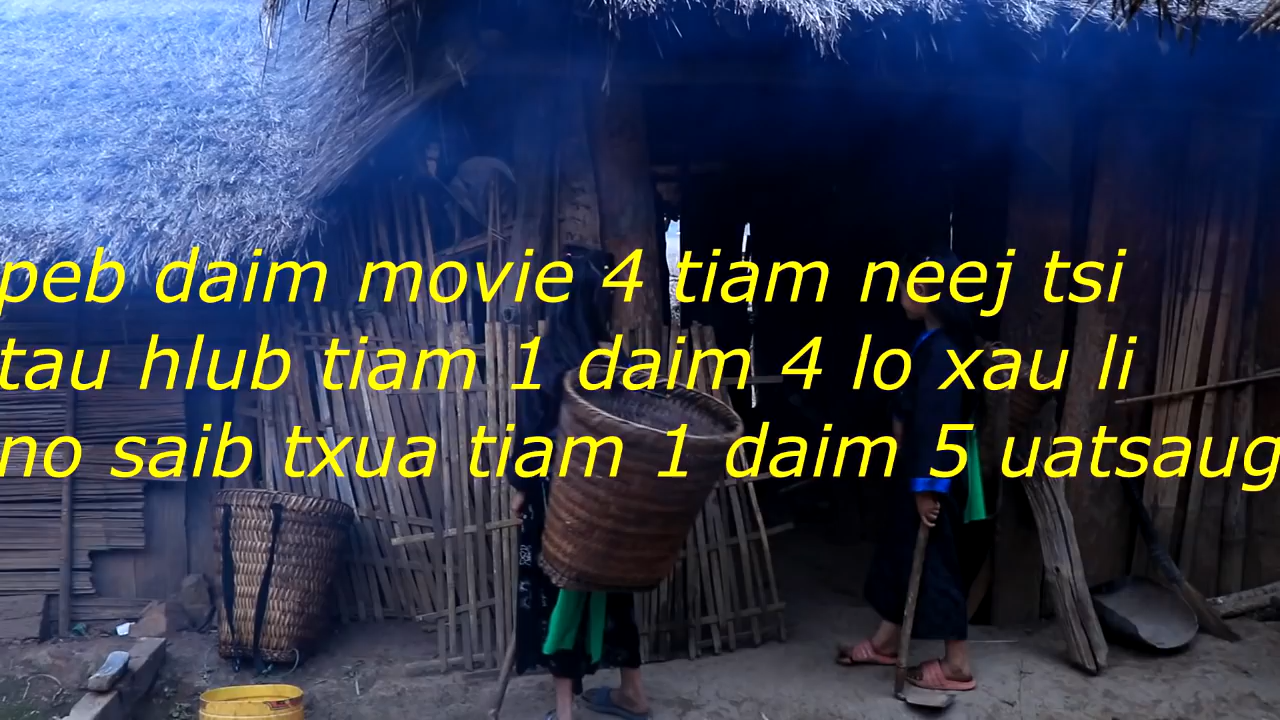 peb daim movie 4 tiam neej tsi
tau hlub tiam 1 daim 4 lo xau li
no saib txua tiam 1 daim 5 uatsaug